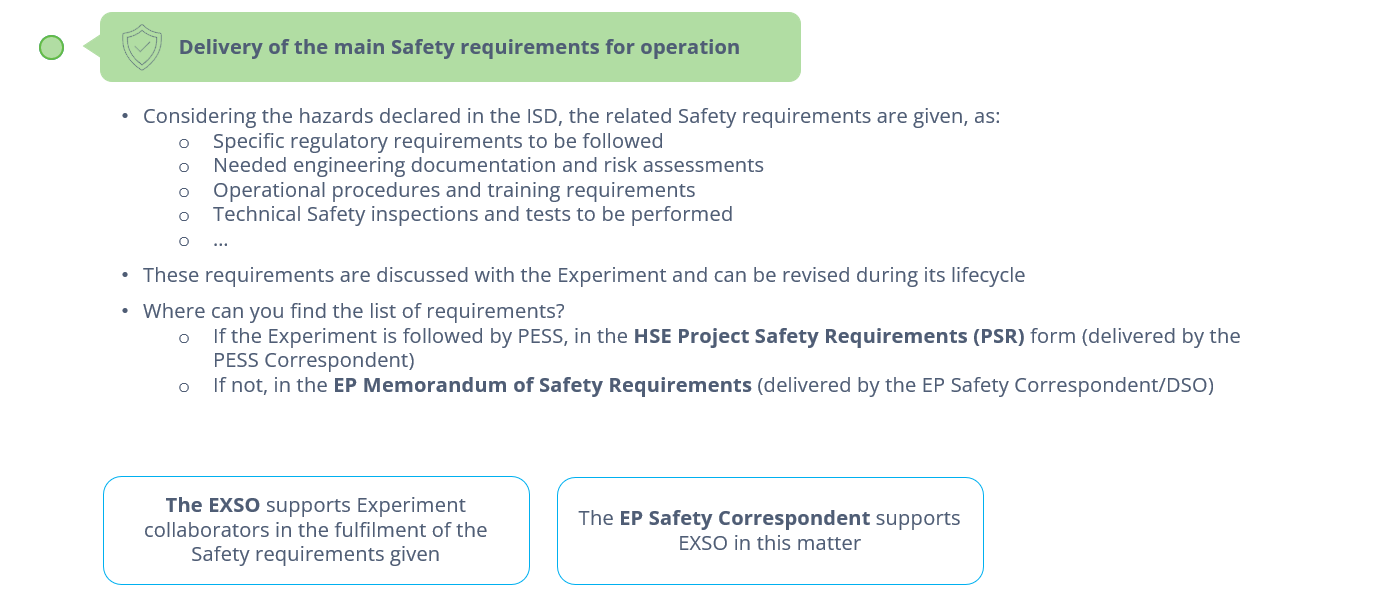 Delivery of the main Safety requirements for operation
• Considering the hazards declared in the ISD, the related Safety requirements are given, as:
o Specific regulatory requirements to be followed
o Needed engineering documentation and risk assessments
o Operational procedures and training requirements
o Technical Safety inspections and tests to be performed
o ...
• These requirements are discussed with the Experiment and can be revised during its lifecycle
• Where can you find the list of requirements?
o If the Experiment is followed by PESS, in the HSE Project Safety Requirements (PSR) form (delivered by the
PESS Correspondent)
o If not, in the EP Memorandum of Safety Requirements (delivered by the EP Safety Correspondent/DSO)
The EXSO supports Experiment
collaborators in the fulfilment of the
Safety requirements given
The EP Safety Correspondent supports
EXSO in this matter